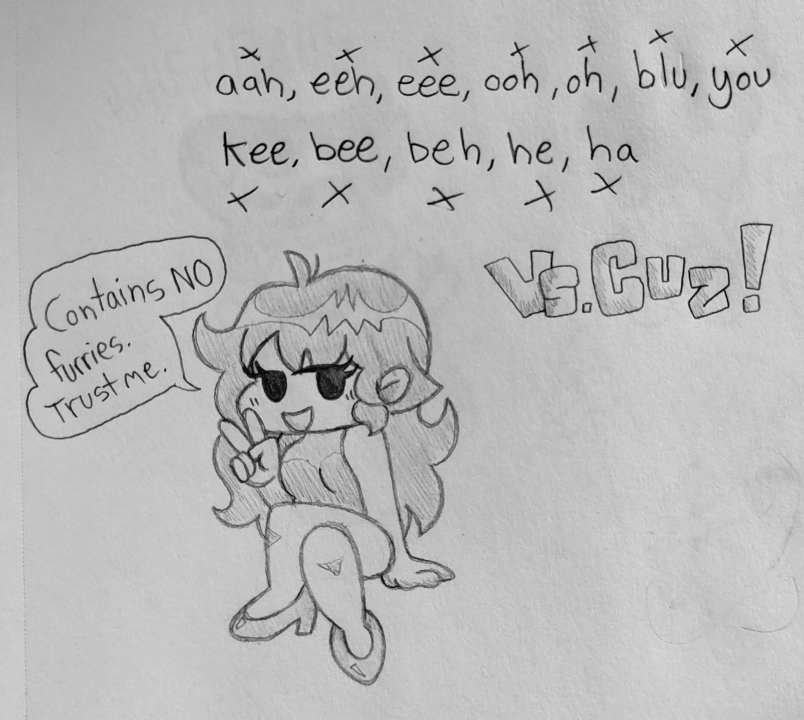 aah, eeh, eee, ooh, oh, blu, you
kee, bee, beh, he, ha
Vs. Cuz!
Contains NO
furries.
Trust me.